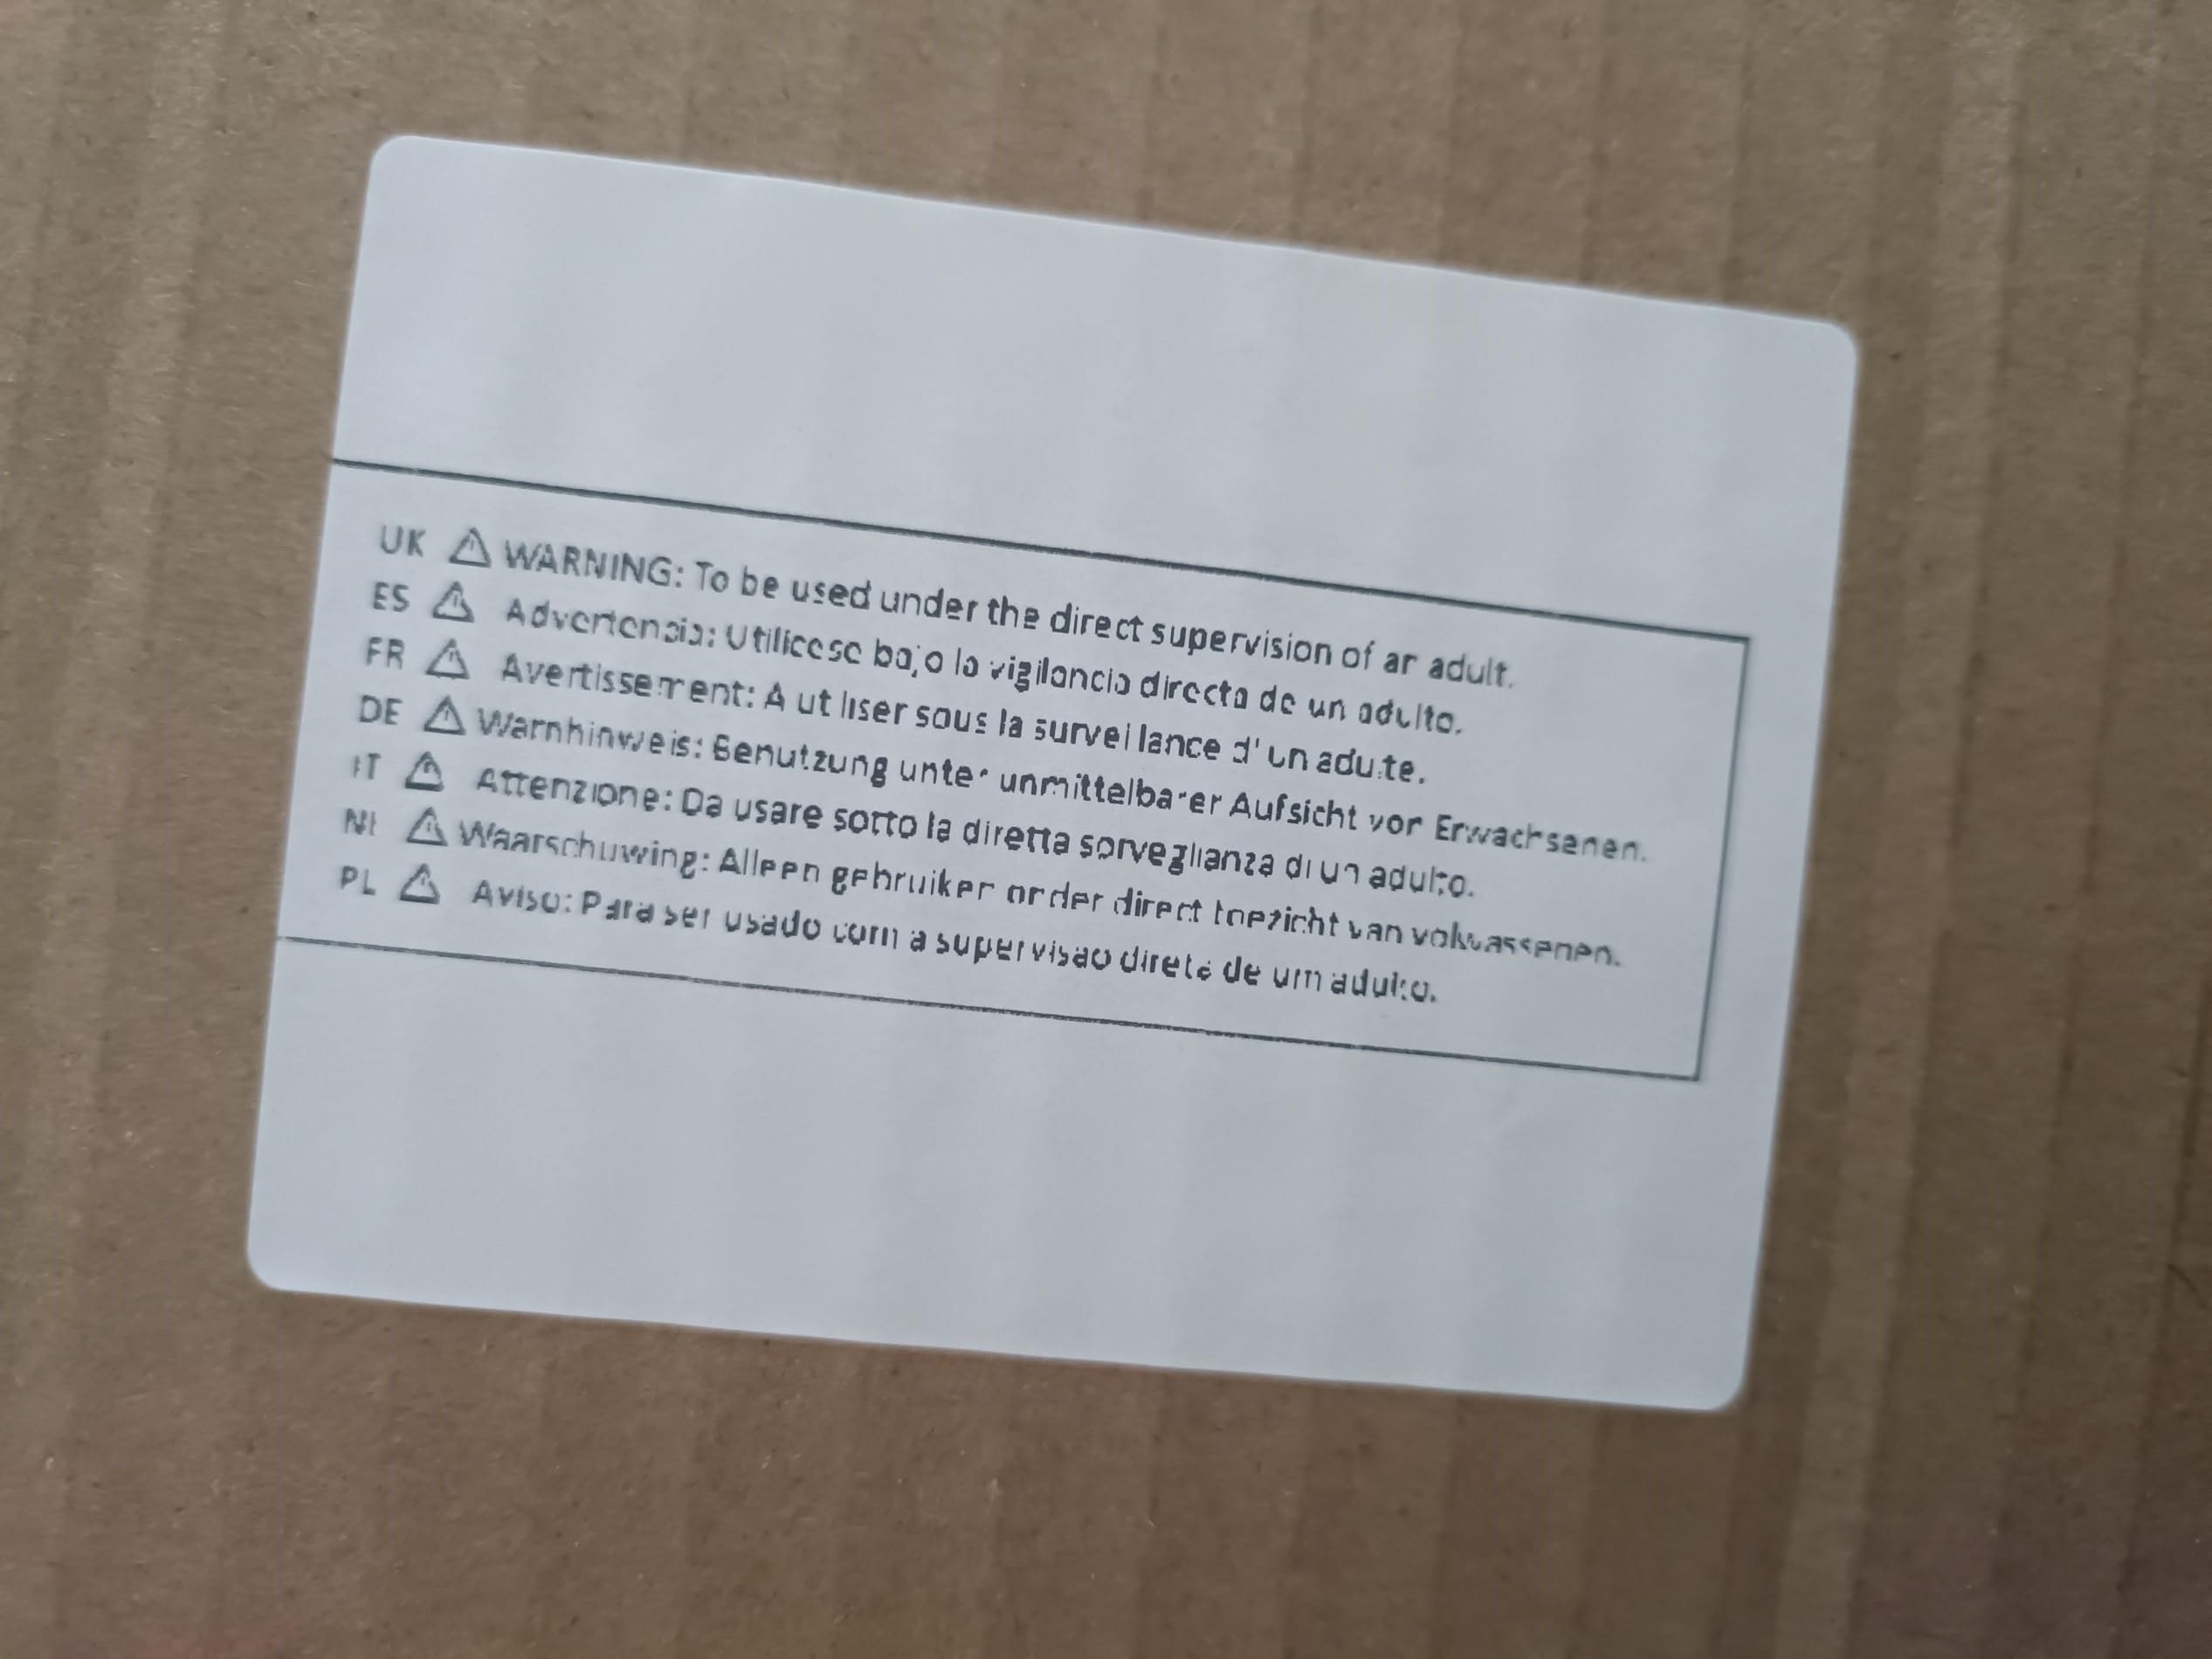 UK ⚠ WARNING: To be used under the direct supervision of an adult.
ES ⚠ Advertencia: Utilicese bajo la vigilancia directa de un adulto.
FR ⚠ Avertissement: A utiliser sous la surveillance d'un adulte.
DE ⚠ Warnhinweis: Benutzung unter unmittelbarer Aufsicht von Erwachsenen.
IT ⚠ Attenzione: Da usare sotto la diretta sorveglianza di un adulto.
NL ⚠ Waarschuwing: Alleen gebruiken onder direct toezicht van volwassenen.
PL ⚠ Aviso: Para ser usado com a supervisao direta de um adulto.